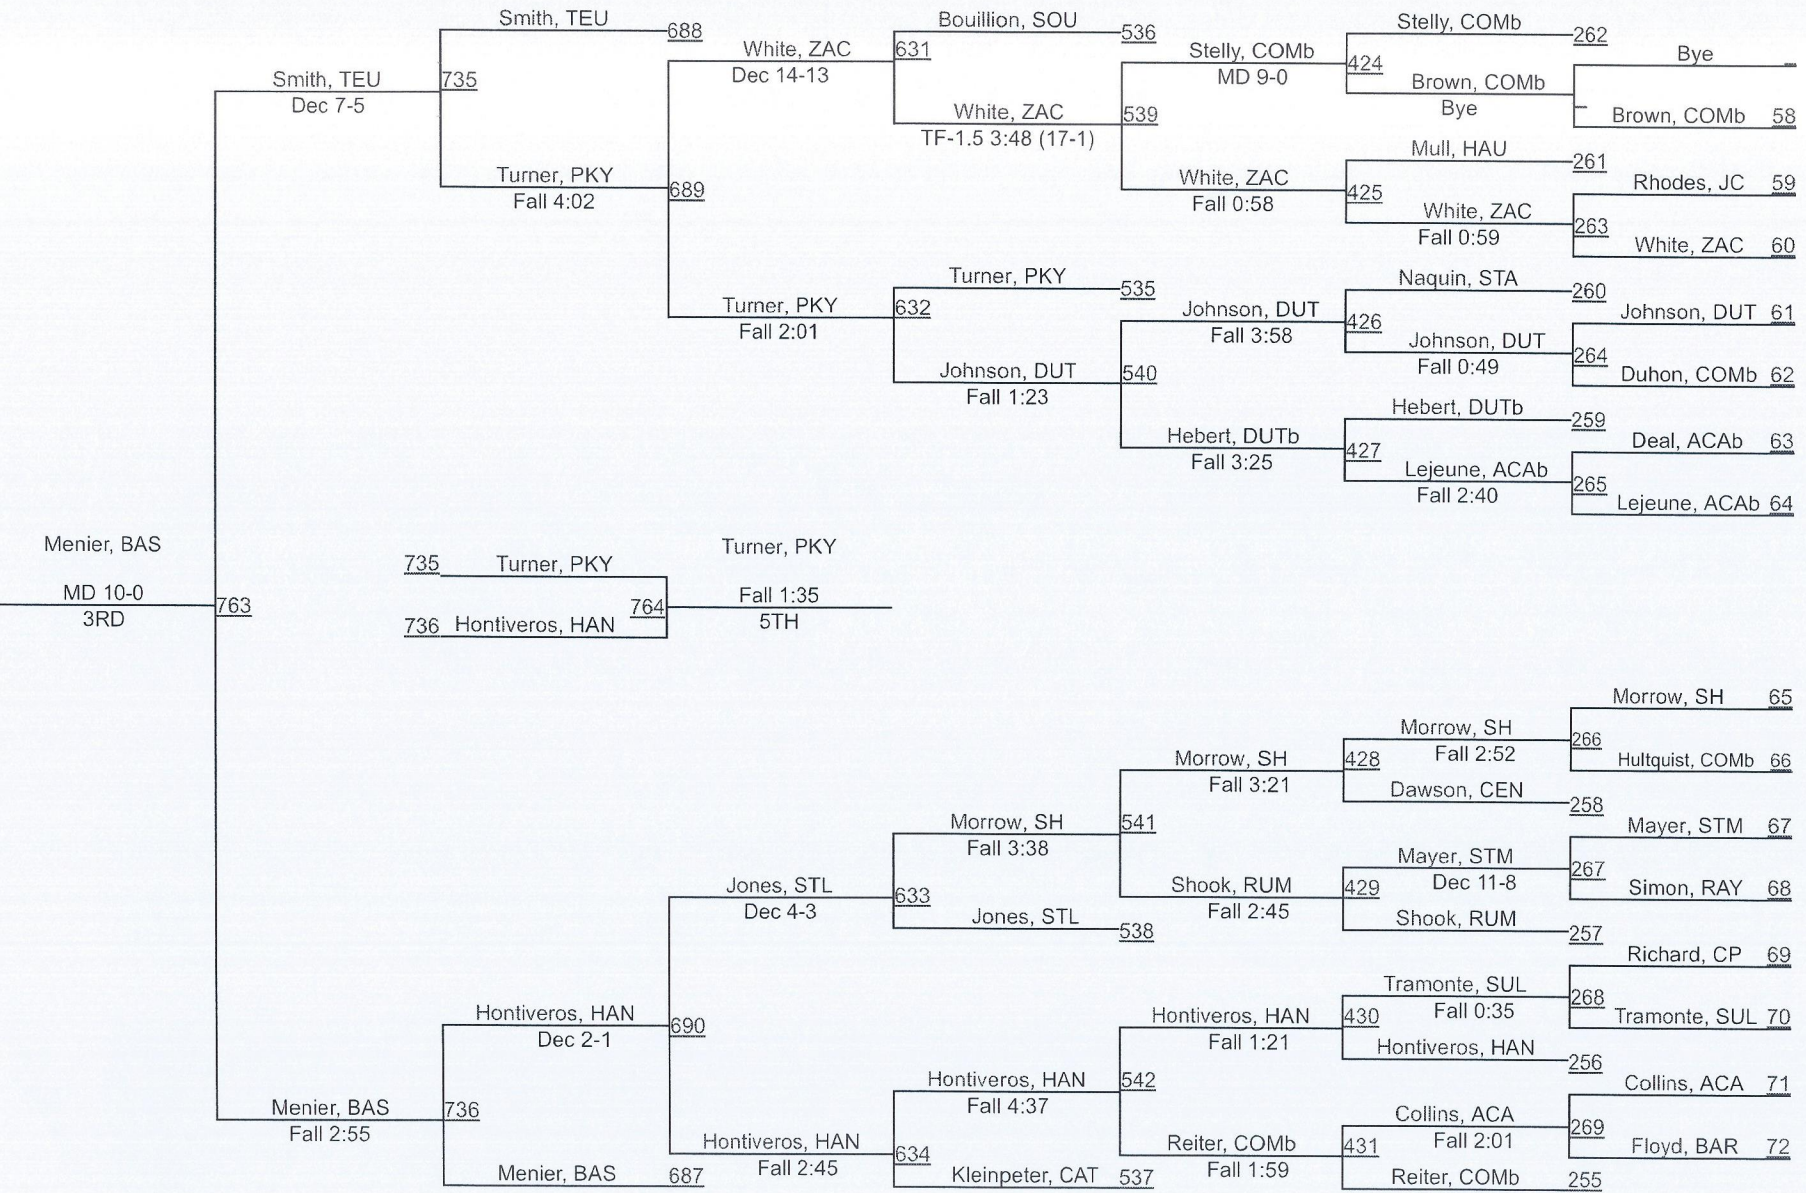 Smith, TEU
688
Smith, TEU
735
Dec 7-5
Turner, PKY
Fall 4:02
689
White, ZAC
631
Dec 14-13
Bouillion, SOU
536
White, ZAC
539
TF-1.5 3:48 (17-1)
Stelly, COMb
424
MD 9-0
Stelly, COMb
262
Brown, COMb
Bye
Bye
Brown, COMb 58
White, ZAC
425
Fall 0:58
Mull, HAU
261
White, ZAC
263
Fall 0:59
Rhodes, JC 59
White, ZAC 60
Turner, PKY
632
Fall 2:01
Turner, PKY
535
Johnson, DUT
540
Fall 1:23
Johnson, DUT
426
Fall 3:58
Naquin, STA
260
Johnson, DUT
264
Fall 0:49
Johnson, DUT 61
Duhon, COMb 62
Hebert, DUTb
427
Fall 3:25
Hebert, DUTb
259
Lejeune, ACAb
265
Fall 2:40
Deal, ACAb 63
Lejeune, ACAb 64
Menier, BAS
MD 10-0
763
3RD
735 Turner, PKY
736 Hontiveros, HAN
764
Turner, PKY
Fall 1:35
5TH
Morrow, SH 65
Morrow, SH
266
Fall 2:52
Hultquist, COMb 66
Morrow, SH
428
Fall 3:21
Dawson, CEN
258
Morrow, SH
541
Fall 3:38
Mayer, STM 67
Mayer, STM
267
Dec 11-8
Simon, RAY 68
Shook, RUM
429
Fall 2:45
Shook, RUM
257
Jones, STL
633
Dec 4-3
Jones, STL
538
Richard, CP 69
Tramonte, SUL
268
Fall 0:35
Tramonte, SUL 70
Hontiveros, HAN
690
Dec 2-1
Hontiveros, HAN
430
Fall 1:21
Hontiveros, HAN
256
Hontiveros, HAN
542
Fall 4:37
Collins, ACA 71
Collins, ACA
269
Fall 2:01
Floyd, BAR 72
Menier, BAS
736
Fall 2:55
Hontiveros, HAN
634
Fall 2:45
Reiter, COMb
431
Fall 1:59
Reiter, COMb
255
Menier, BAS
687
Kleinpeter, CAT
537